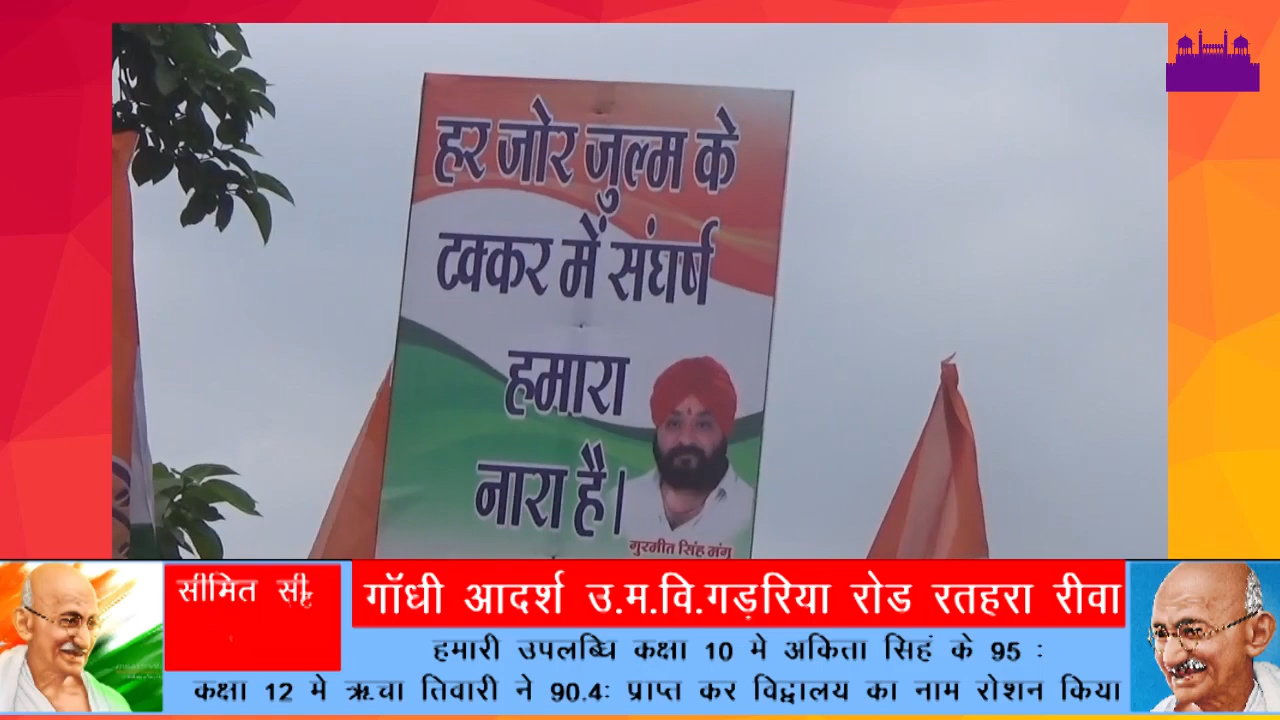 हर जोर जुल्म के
टक्कर में संघर्ष
हमारा
नारा है।
गुरमीत सिंह मंगू
सीमित
गॉधी आदर्श उ.म.वि.गड़रिया रोड रतहरा रीवा
हमारी उपलब्धि कक्षा 10 मे अकिता सिहं के 95 :
कक्षा 12 मे ऋचा तिवारी ने 90.4: प्राप्त कर विद्वालय का नाम रोशन किया